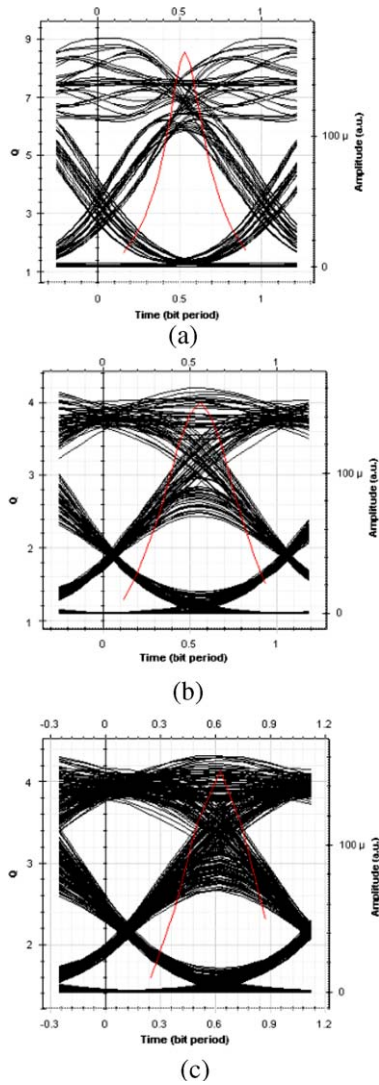 0 0.5 1
9
7
5
3
1
Q
100 µ
0
Amplitude (a.u.)
0 0.5 1
Time (bit period)
(a)
0 0.5 1
4
3
2
1
Q
100 µ
0
Amplitude (a.u.)
0 0.5 1
Time (bit period)
(b)
-0.3 0 0.3 0.6 0.9 1.2
4
3
2
Q
100 µ
0
Amplitude (a.u.)
-0.3 0 0.3 0.6 0.9 1.2
Time (bit period)
(c)